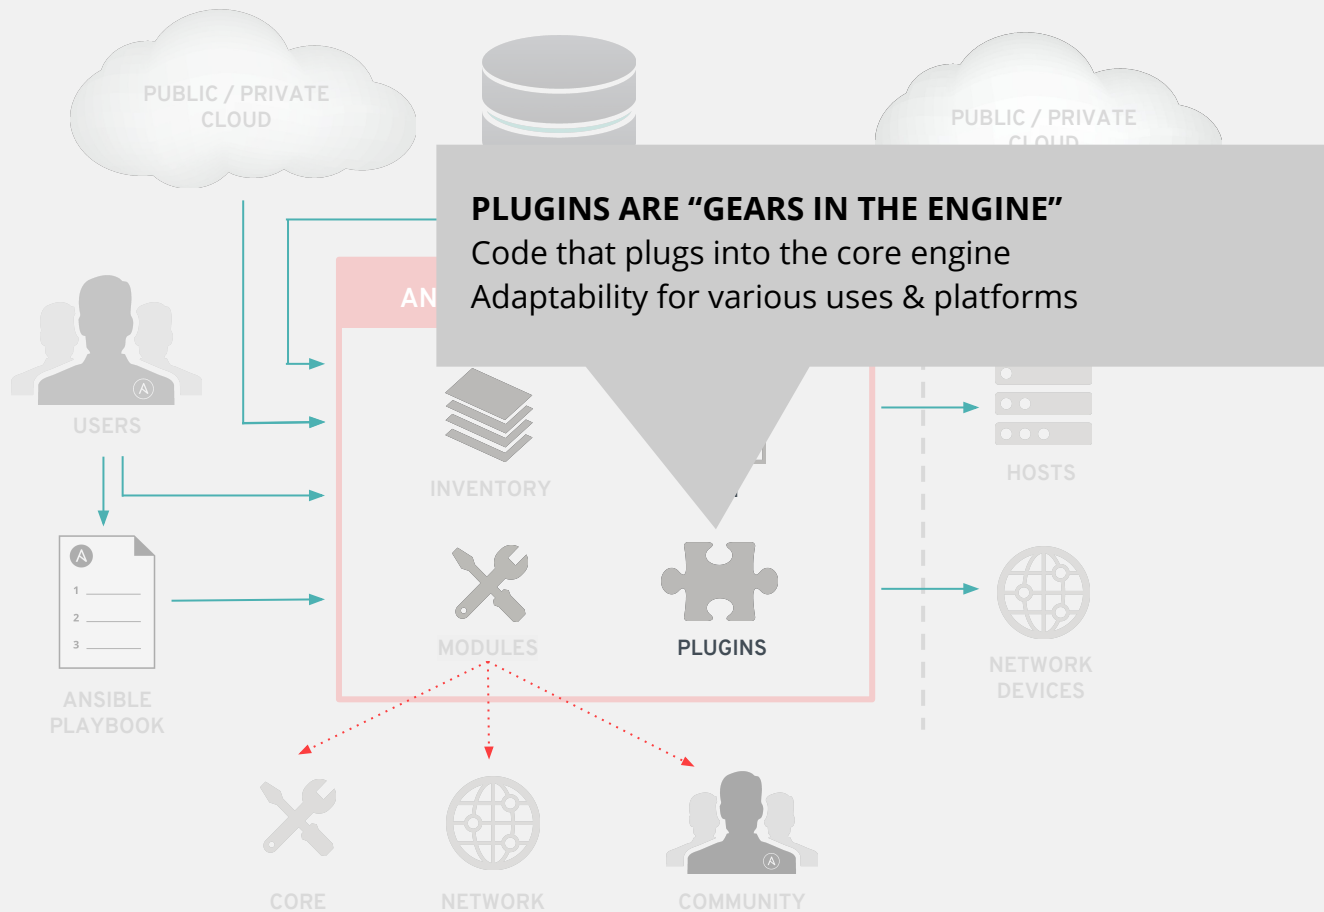 PUBLIC / PRIVATE
CLOUD
PUBLIC / PRIVATE
CLOUD
PLUGINS ARE “GEARS IN THE ENGINE”
Code that plugs into the core engine
Adaptability for various uses & platforms
AN
USERS
INVENTORY
HOSTS
1
2
3
MODULES
PLUGINS
ANSIBLE
PLAYBOOK
NETWORK
DEVICES
CORE
NETWORK
COMMUNITY